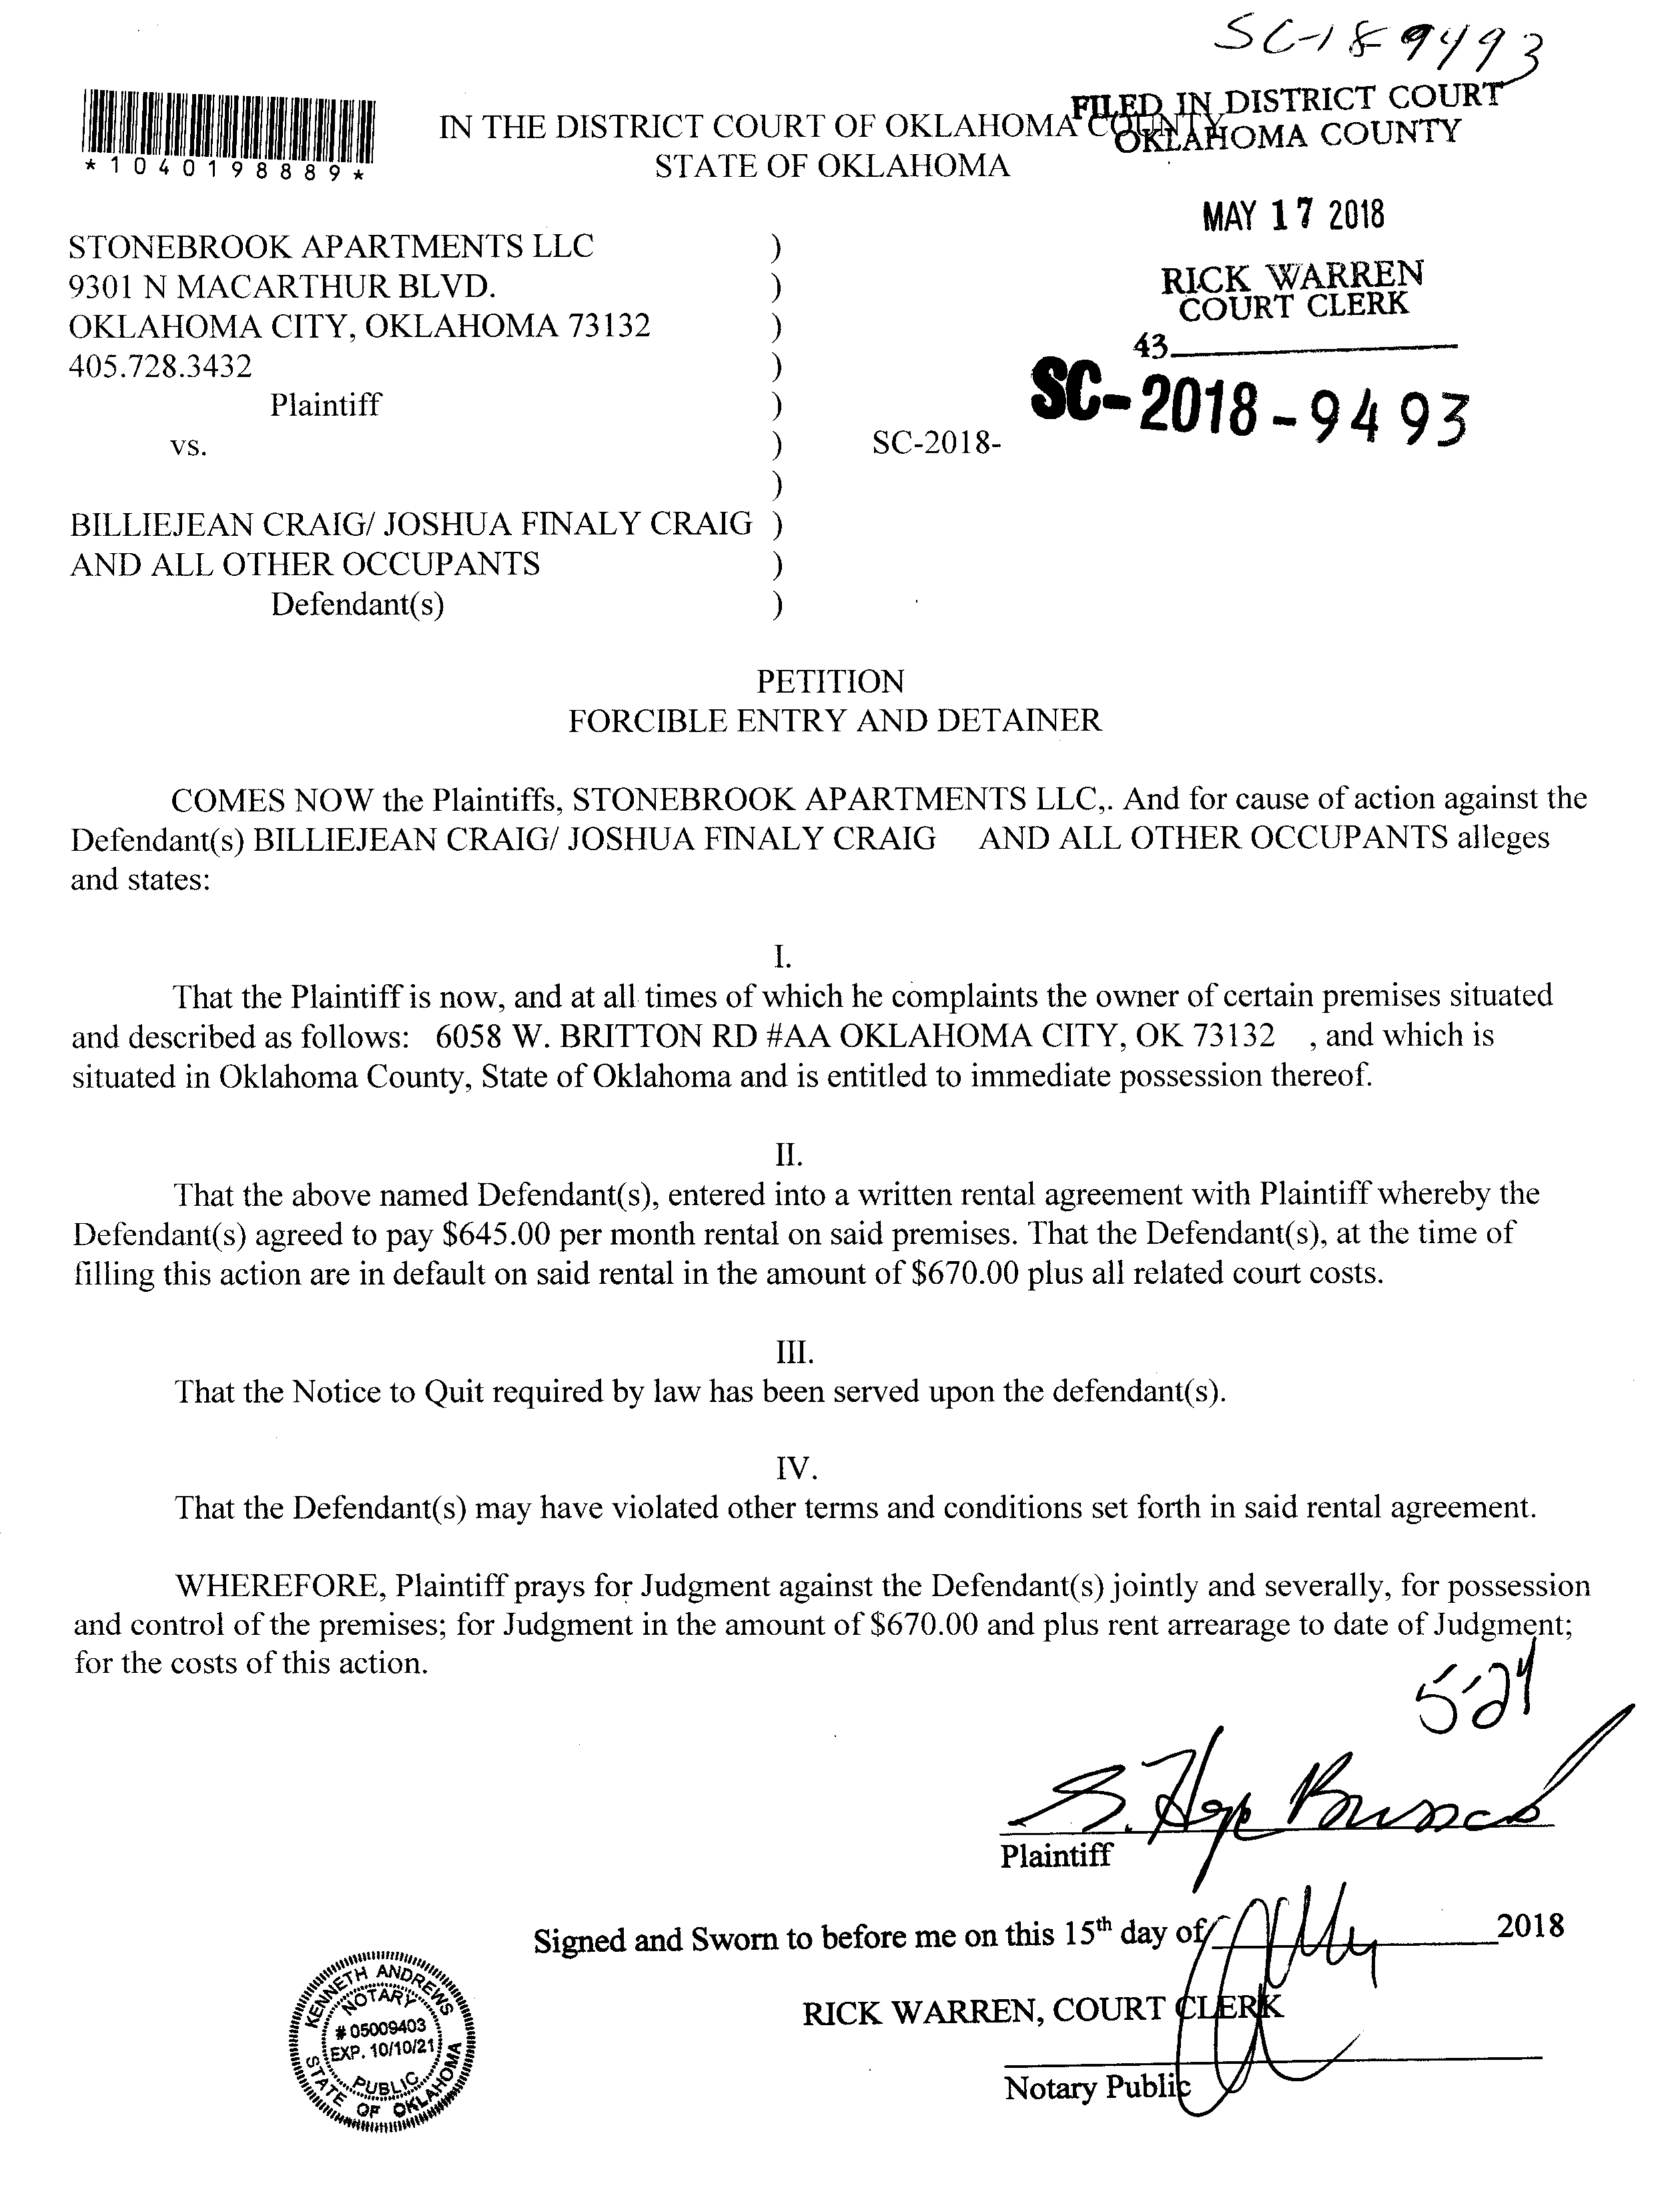 SC-18-9493
FILED IN DISTRICT COURT
OKLAHOMA COUNTY
IN THE DISTRICT COURT OF OKLAHOMA COUNTY
STATE OF OKLAHOMA
*1040198889*
MAY 17 2018
RICK WARREN
COURT CLERK
43
SC-2018-9493
STONEBROOK APARTMENTS LLC )
9301 N MACARTHUR BLVD. )
OKLAHOMA CITY, OKLAHOMA 73132 )
405.728.3432 )
Plaintiff )
vs. ) SC-2018-
)
BILLIEJEAN CRAIG/ JOSHUA FINALY CRAIG )
AND ALL OTHER OCCUPANTS )
Defendant(s) )
PETITION
FORCIBLE ENTRY AND DETAINER
COMES NOW the Plaintiffs, STONEBROOK APARTMENTS LLC,. And for cause of action against the
Defendant(s) BILLIEJEAN CRAIG/ JOSHUA FINALY CRAIG AND ALL OTHER OCCUPANTS alleges
and states:
I.
That the Plaintiff is now, and at all times of which he complaints the owner of certain premises situated
and described as follows: 6058 W. BRITTON RD #AA OKLAHOMA CITY, OK 73132 , and which is
situated in Oklahoma County, State of Oklahoma and is entitled to immediate possession thereof.
II.
That the above named Defendant(s), entered into a written rental agreement with Plaintiff whereby the
Defendant(s) agreed to pay $645.00 per month rental on said premises. That the Defendant(s), at the time of
filling this action are in default on said rental in the amount of $670.00 plus all related court costs.
III.
That the Notice to Quit required by law has been served upon the defendant(s).
IV.
That the Defendant(s) may have violated other terms and conditions set forth in said rental agreement.
WHEREFORE, Plaintiff prays for Judgment against the Defendant(s) jointly and severally, for possession
and control of the premises; for Judgment in the amount of $670.00 and plus rent arrearage to date of Judgment;
for the costs of this action.
5-24
S. Hope
Plaintiff
Signed and Sworn to before me on this 15th day of 2018
RICK WARREN, COURT CLERK
Notary Public
KENNETH ANDREWS
NOTARY
# 05009403
EXP. 10/10/21
PUBLIC
STATE OF OKLAHOMA